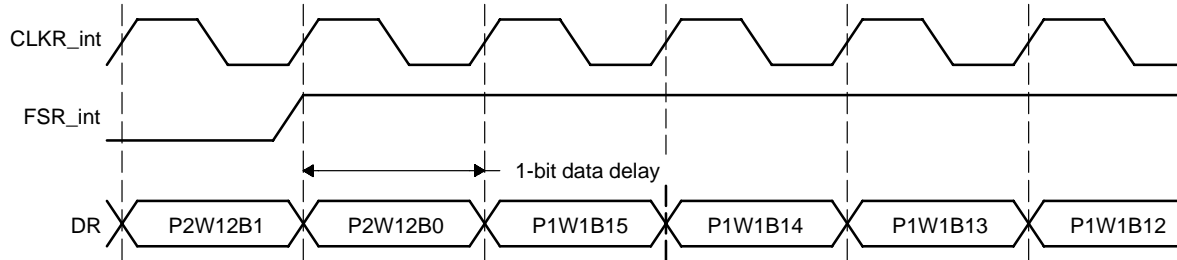 CLKR_int
FSR_int
1-bit data delay
DR P2W12B1 P2W12B0 P1W1B15 P1W1B14 P1W1B13 P1W1B12